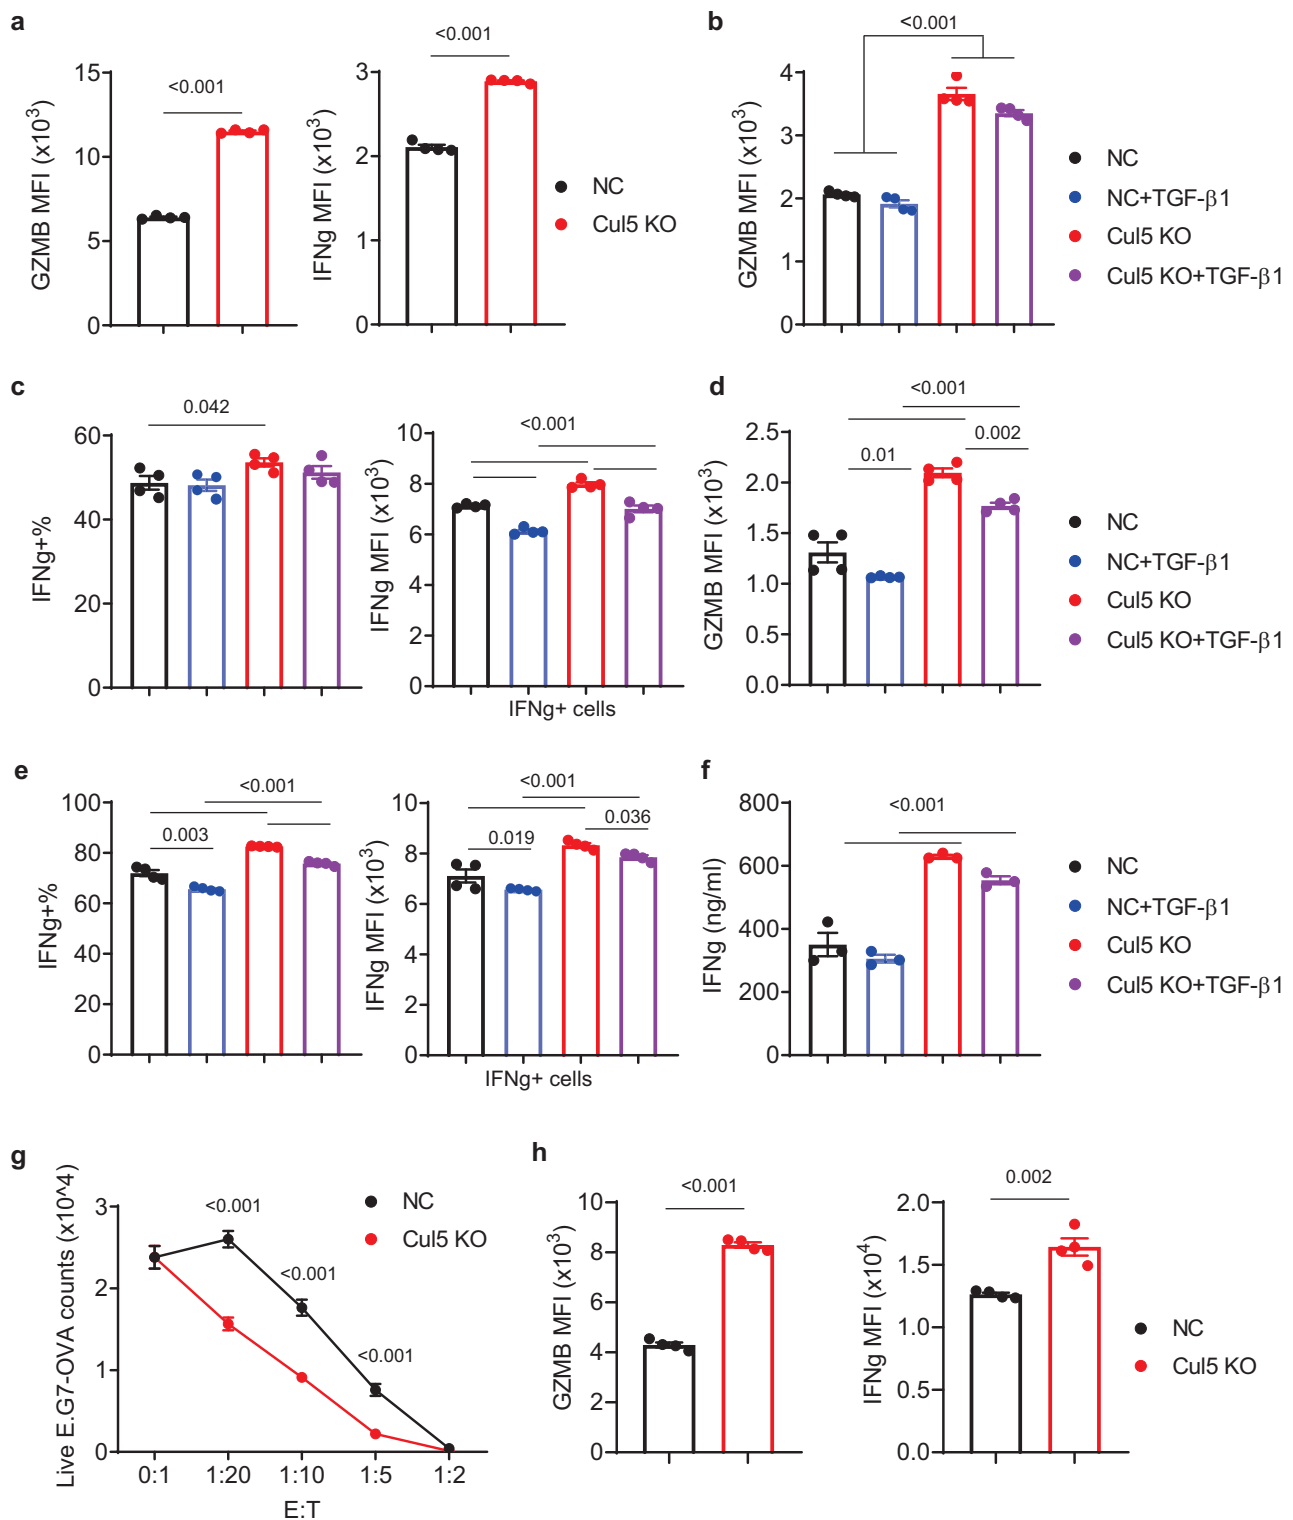 a
<0.001
15
10
5
0
GZMB MFI (x10³)
<0.001
3
2
1
0
IFNg MFI (x10³)
NC
Cul5 KO
b
<0.001
4
3
2
1
0
GZMB MFI (x10³)
NC
NC+TGF-β1
Cul5 KO
Cul5 KO+TGF-β1
c
0.042
60
40
20
0
IFNg+%
<0.001
10
8
6
4
2
0
IFNg MFI (x10³)
IFNg+ cells
d
<0.001
0.002
0.01
2.5
2.0
1.5
1.0
0.5
0.0
GZMB MFI (x10³)
NC
NC+TGF-β1
Cul5 KO
Cul5 KO+TGF-β1
e
<0.001
0.003
100
80
60
40
20
0
IFNg+%
<0.001
0.036
0.019
10
8
6
4
2
0
IFNg MFI (x10³)
IFNg+ cells
f
<0.001
800
600
400
200
0
IFNg (ng/ml)
NC
NC+TGF-β1
Cul5 KO
Cul5 KO+TGF-β1
g
NC
Cul5 KO
<0.001
<0.001
<0.001
3
2
1
0
Live E.G7-OVA counts (x10^4)
0:1 1:20 1:10 1:5 1:2
E:T
h
<0.001
10
8
6
4
2
0
GZMB MFI (x10³)
0.002
2.0
1.5
1.0
0.5
0.0
IFNg MFI (x10⁴)
NC
Cul5 KO